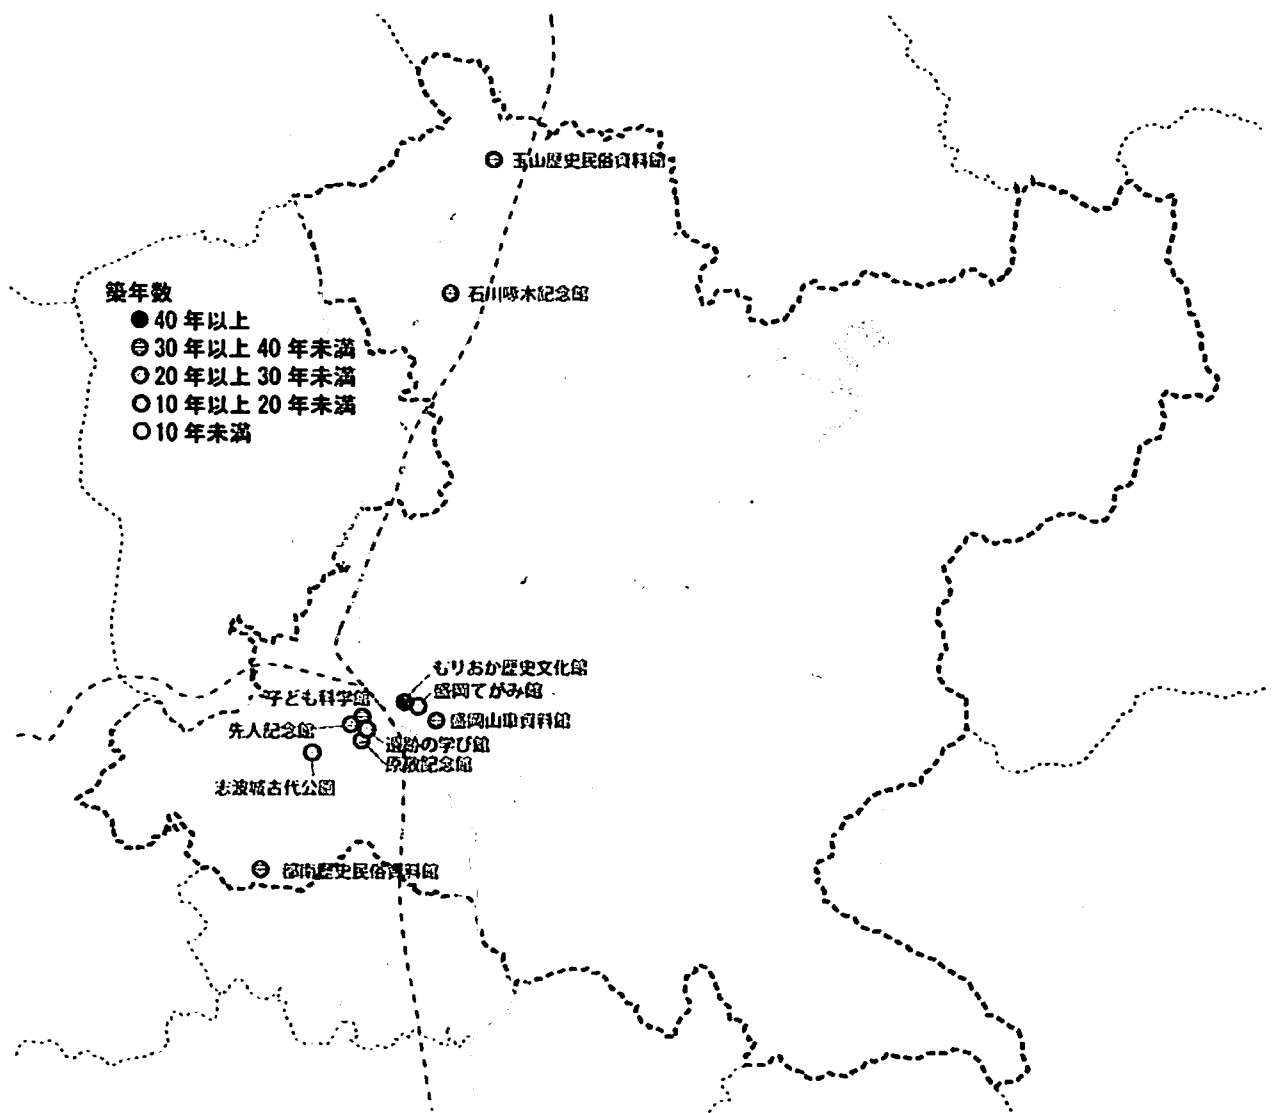 玉山歴史民俗資料館
石川啄木記念館
築年数
40 年以上
30 年以上 40 年未満
20 年以上 30 年未満
10 年以上 20 年未満
10 年未満
もりおか歴史文化館
盛岡てがみ館
子ども科学館
盛岡山車資料館
先人記念館
遺跡の学び館
原敬記念館
志波城古代公園
都南歴史民俗資料館